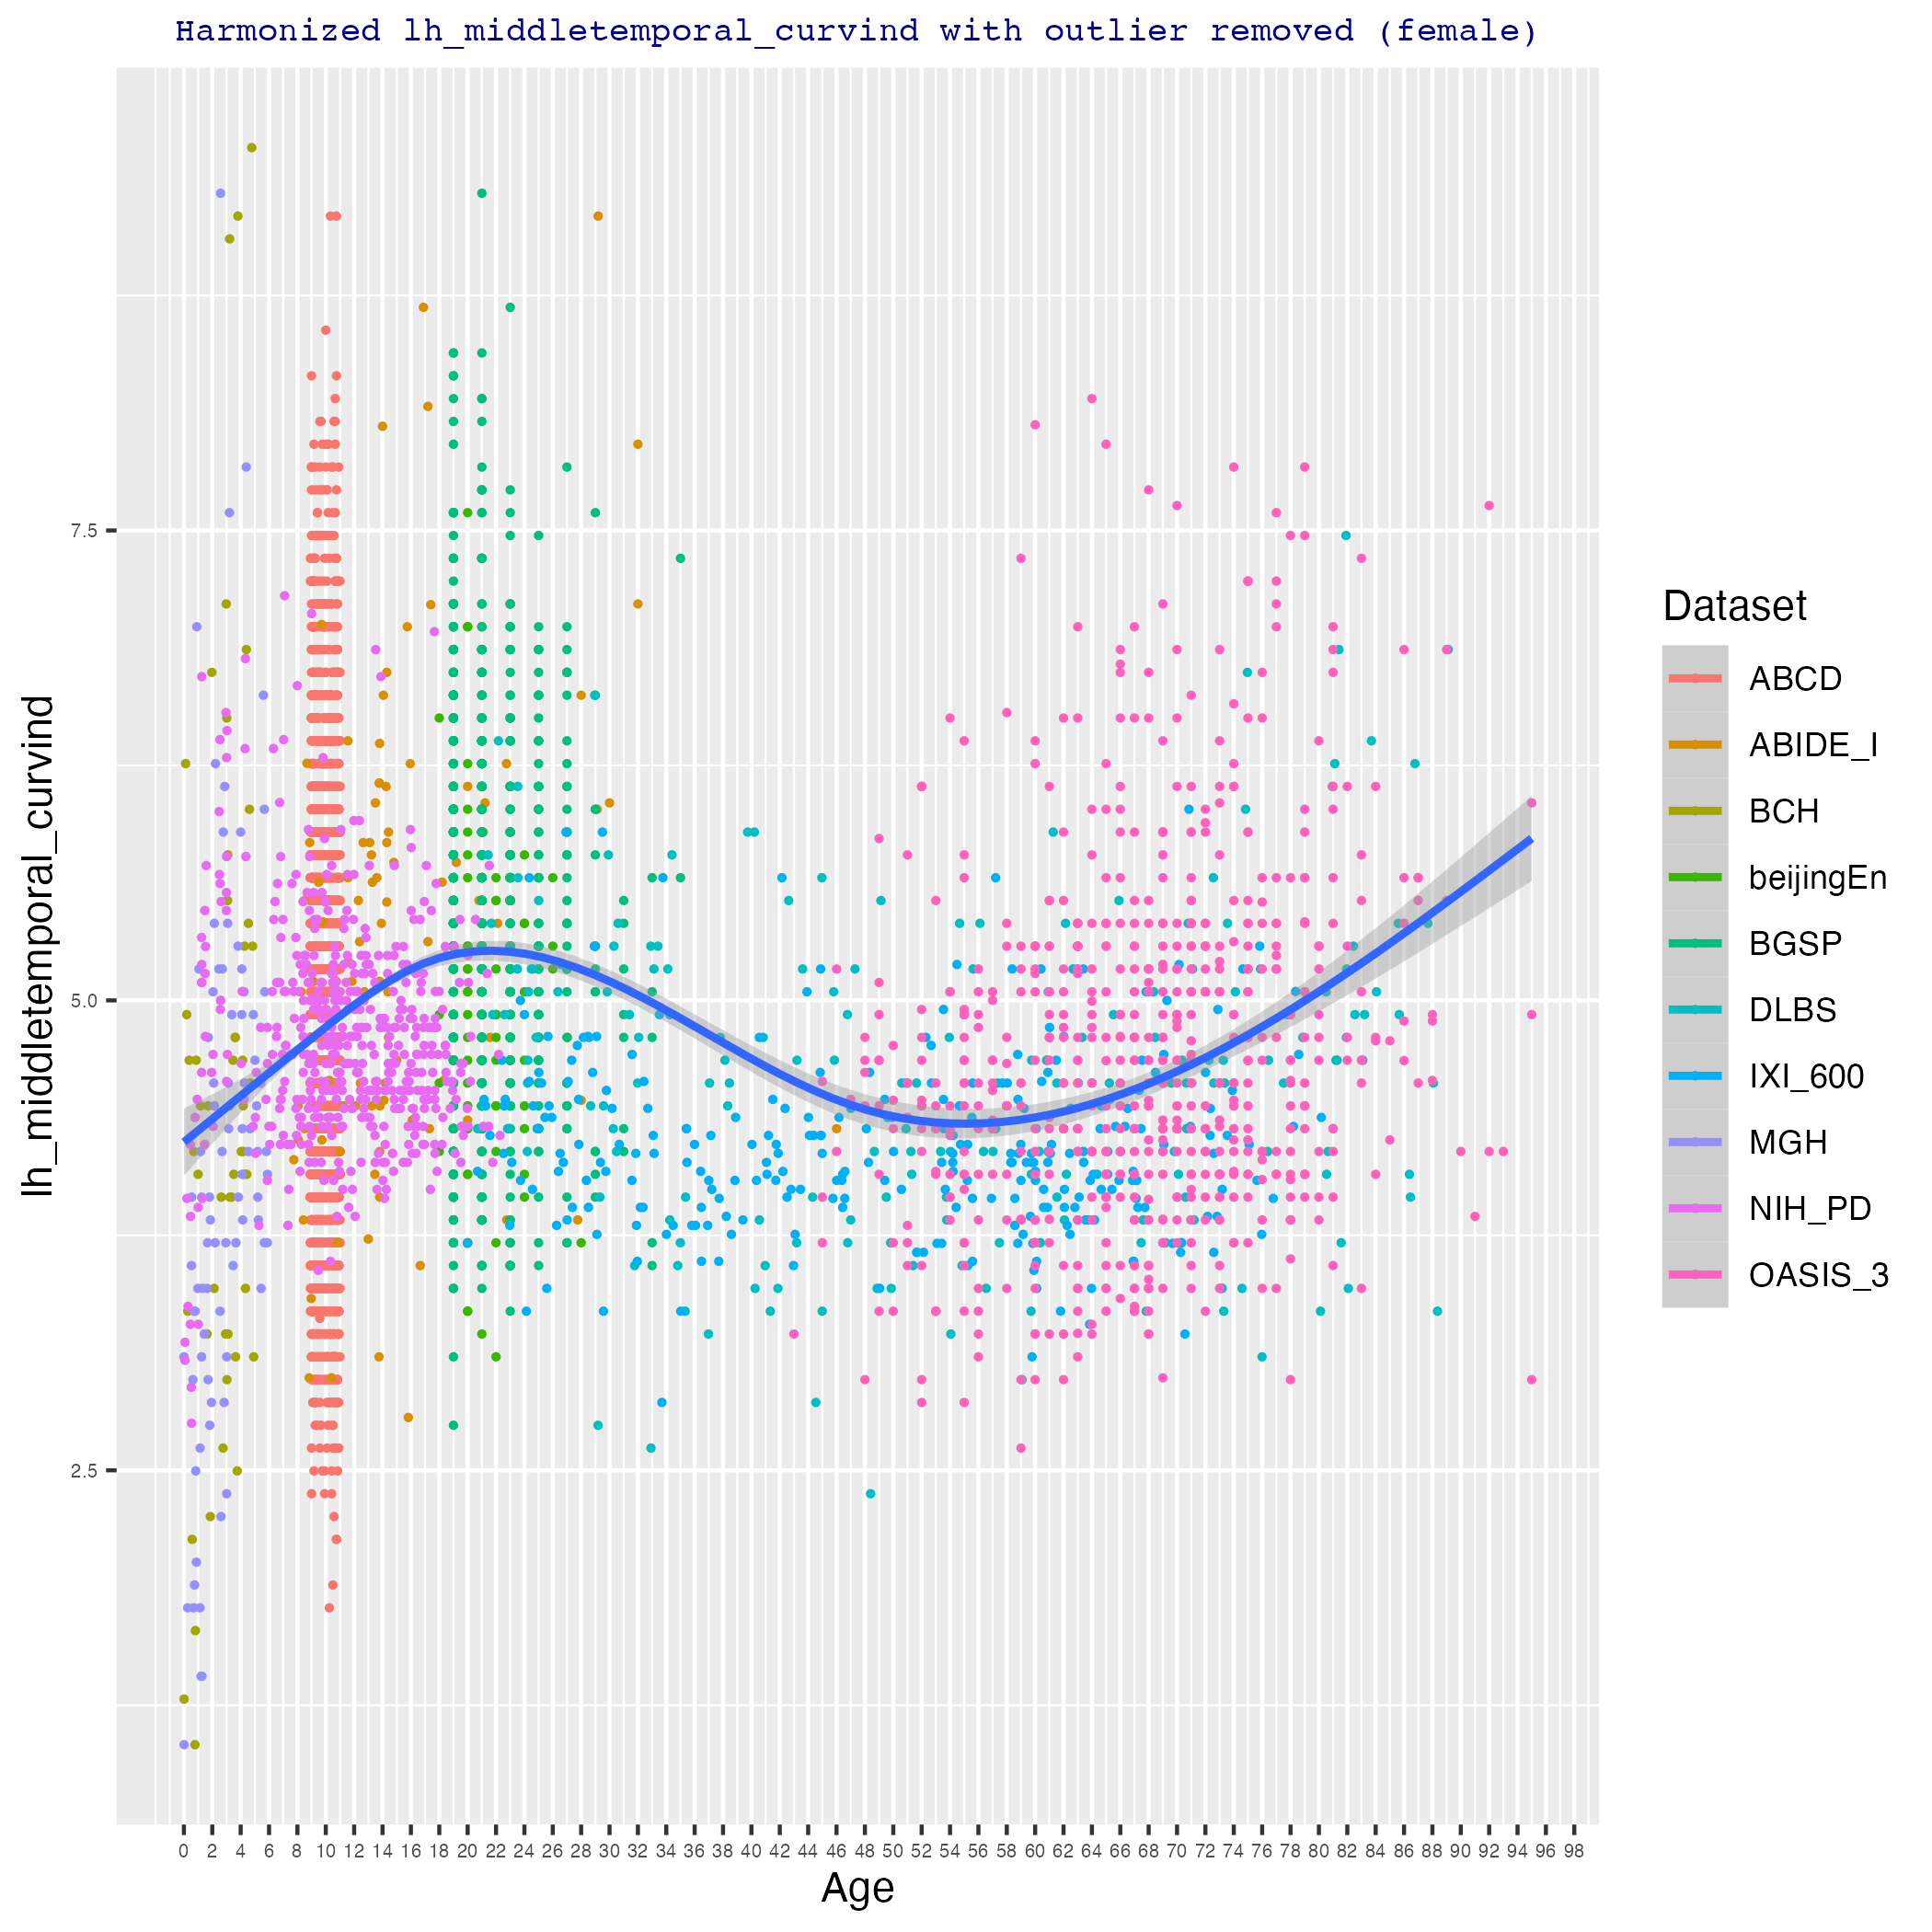 Harmonized lh_middletemporal_curvind with outlier removed (female)
lh_middletemporal_curvind
7.5
5.0
2.5
0 2 4 6 8 10 12 14 16 18 20 22 24 26 28 30 32 34 36 38 40 42 44 46 48 50 52 54 56 58 60 62 64 66 68 70 72 74 76 78 80 82 84 86 88 90 92 94 96 98
Age
Dataset
ABCD
ABIDE_I
BCH
beijingEn
BGSP
DLBS
IXI_600
MGH
NIH_PD
OASIS_3